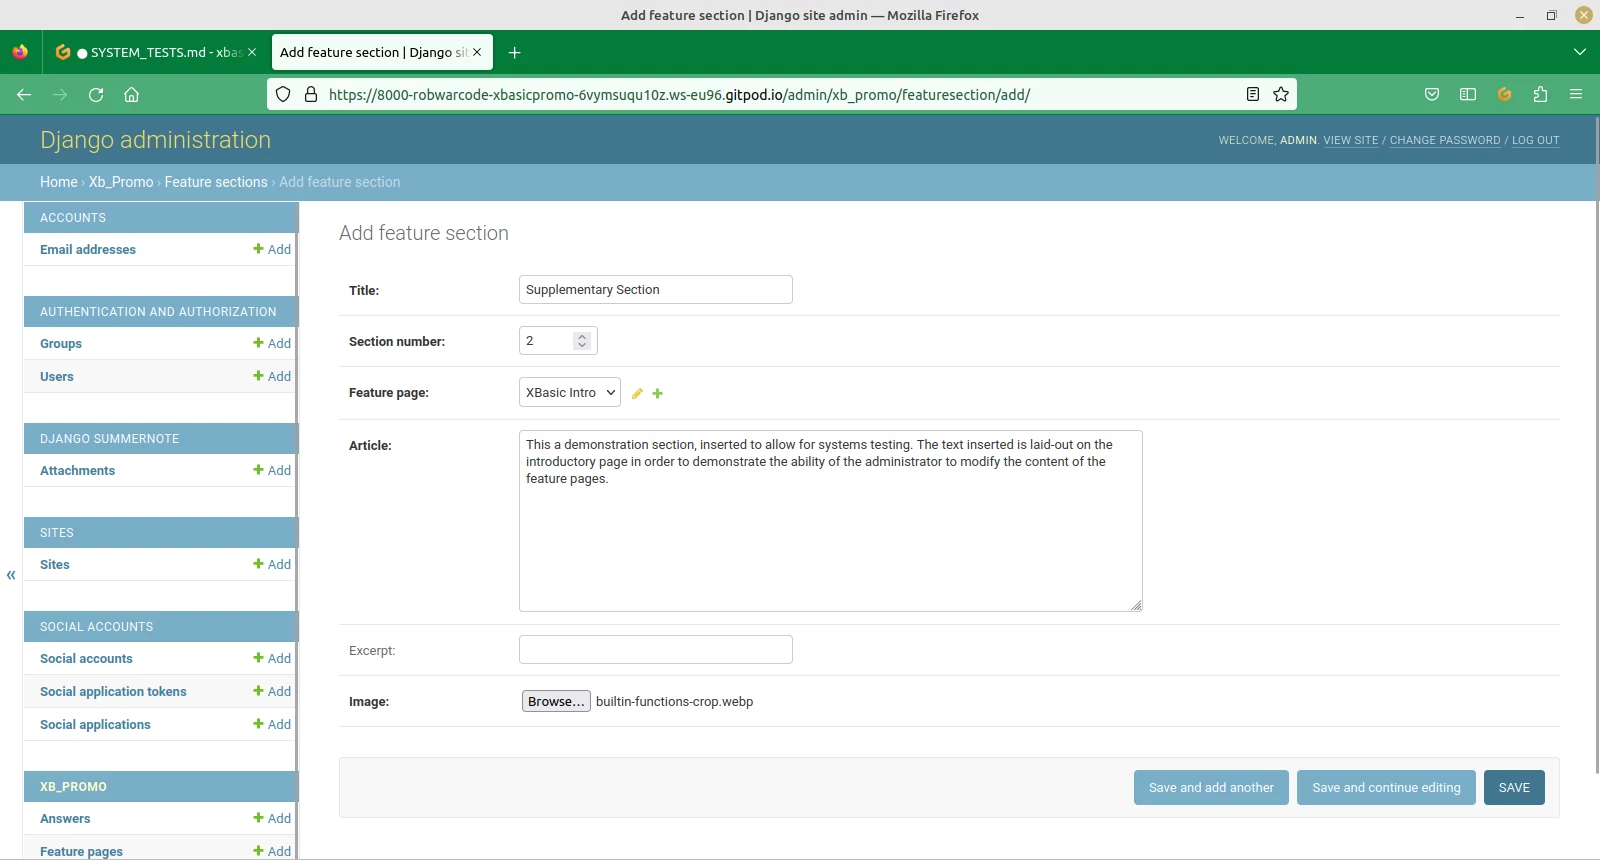 Add feature section | Django site admin — Mozilla Firefox
SYSTEM_TESTS.md - xbas
Add feature section | Django sit
https://8000-robwarcode-xbasicpromo-6vymsuqu10z.ws-eu96.gitpod.io/admin/xb_promo/featuresection/add/
Django administration
WELCOME, ADMIN. VIEW SITE / CHANGE PASSWORD / LOG OUT
Home › Xb_Promo › Feature sections › Add feature section
ACCOUNTS
Email addresses + Add
AUTHENTICATION AND AUTHORIZATION
Groups + Add
Users + Add
DJANGO SUMMERNOTE
Attachments + Add
SITES
Sites + Add
«
SOCIAL ACCOUNTS
Social accounts + Add
Social application tokens + Add
Social applications + Add
XB_PROMO
Answers + Add
Feature pages + Add
Add feature section
Title: Supplementary Section
Section number: 2
Feature page: XBasic Intro
Article: This a demonstration section, inserted to allow for systems testing. The text inserted is laid-out on the
introductory page in order to demonstrate the ability of the administrator to modify the content of the
feature pages.
Excerpt:
Image: Browse... builtin-functions-crop.webp
Save and add another Save and continue editing SAVE